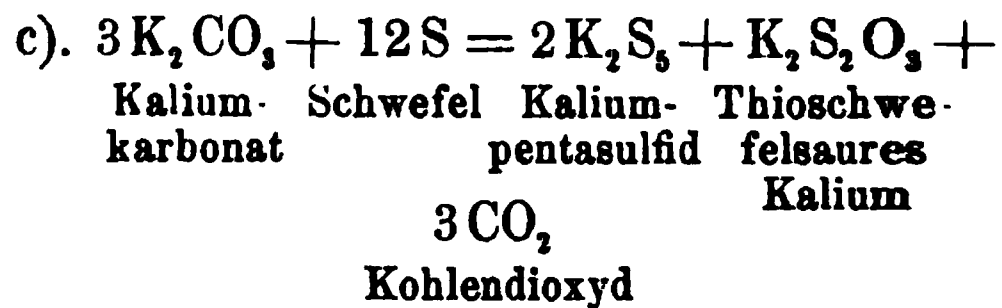 c). 3 K₂CO₃ + 12 S = 2 K₂S₅ + K₂S₂O₃ +
Kalium- Schwefel Kalium- Thioschwe-
karbonat pentasulfid felsaures
Kalium
3 CO₂
Kohlendioxyd